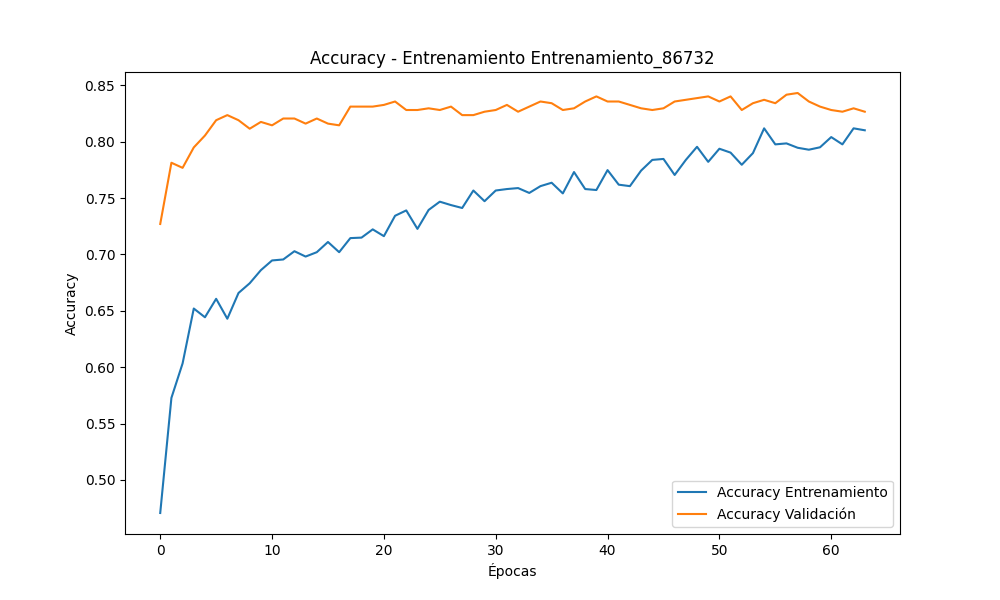 Accuracy - Entrenamiento Entrenamiento_86732
Accuracy
0.85
0.80
0.75
0.70
0.65
0.60
0.55
0.50
0 10 20 30 40 50 60
Épocas
Accuracy Entrenamiento
Accuracy Validación